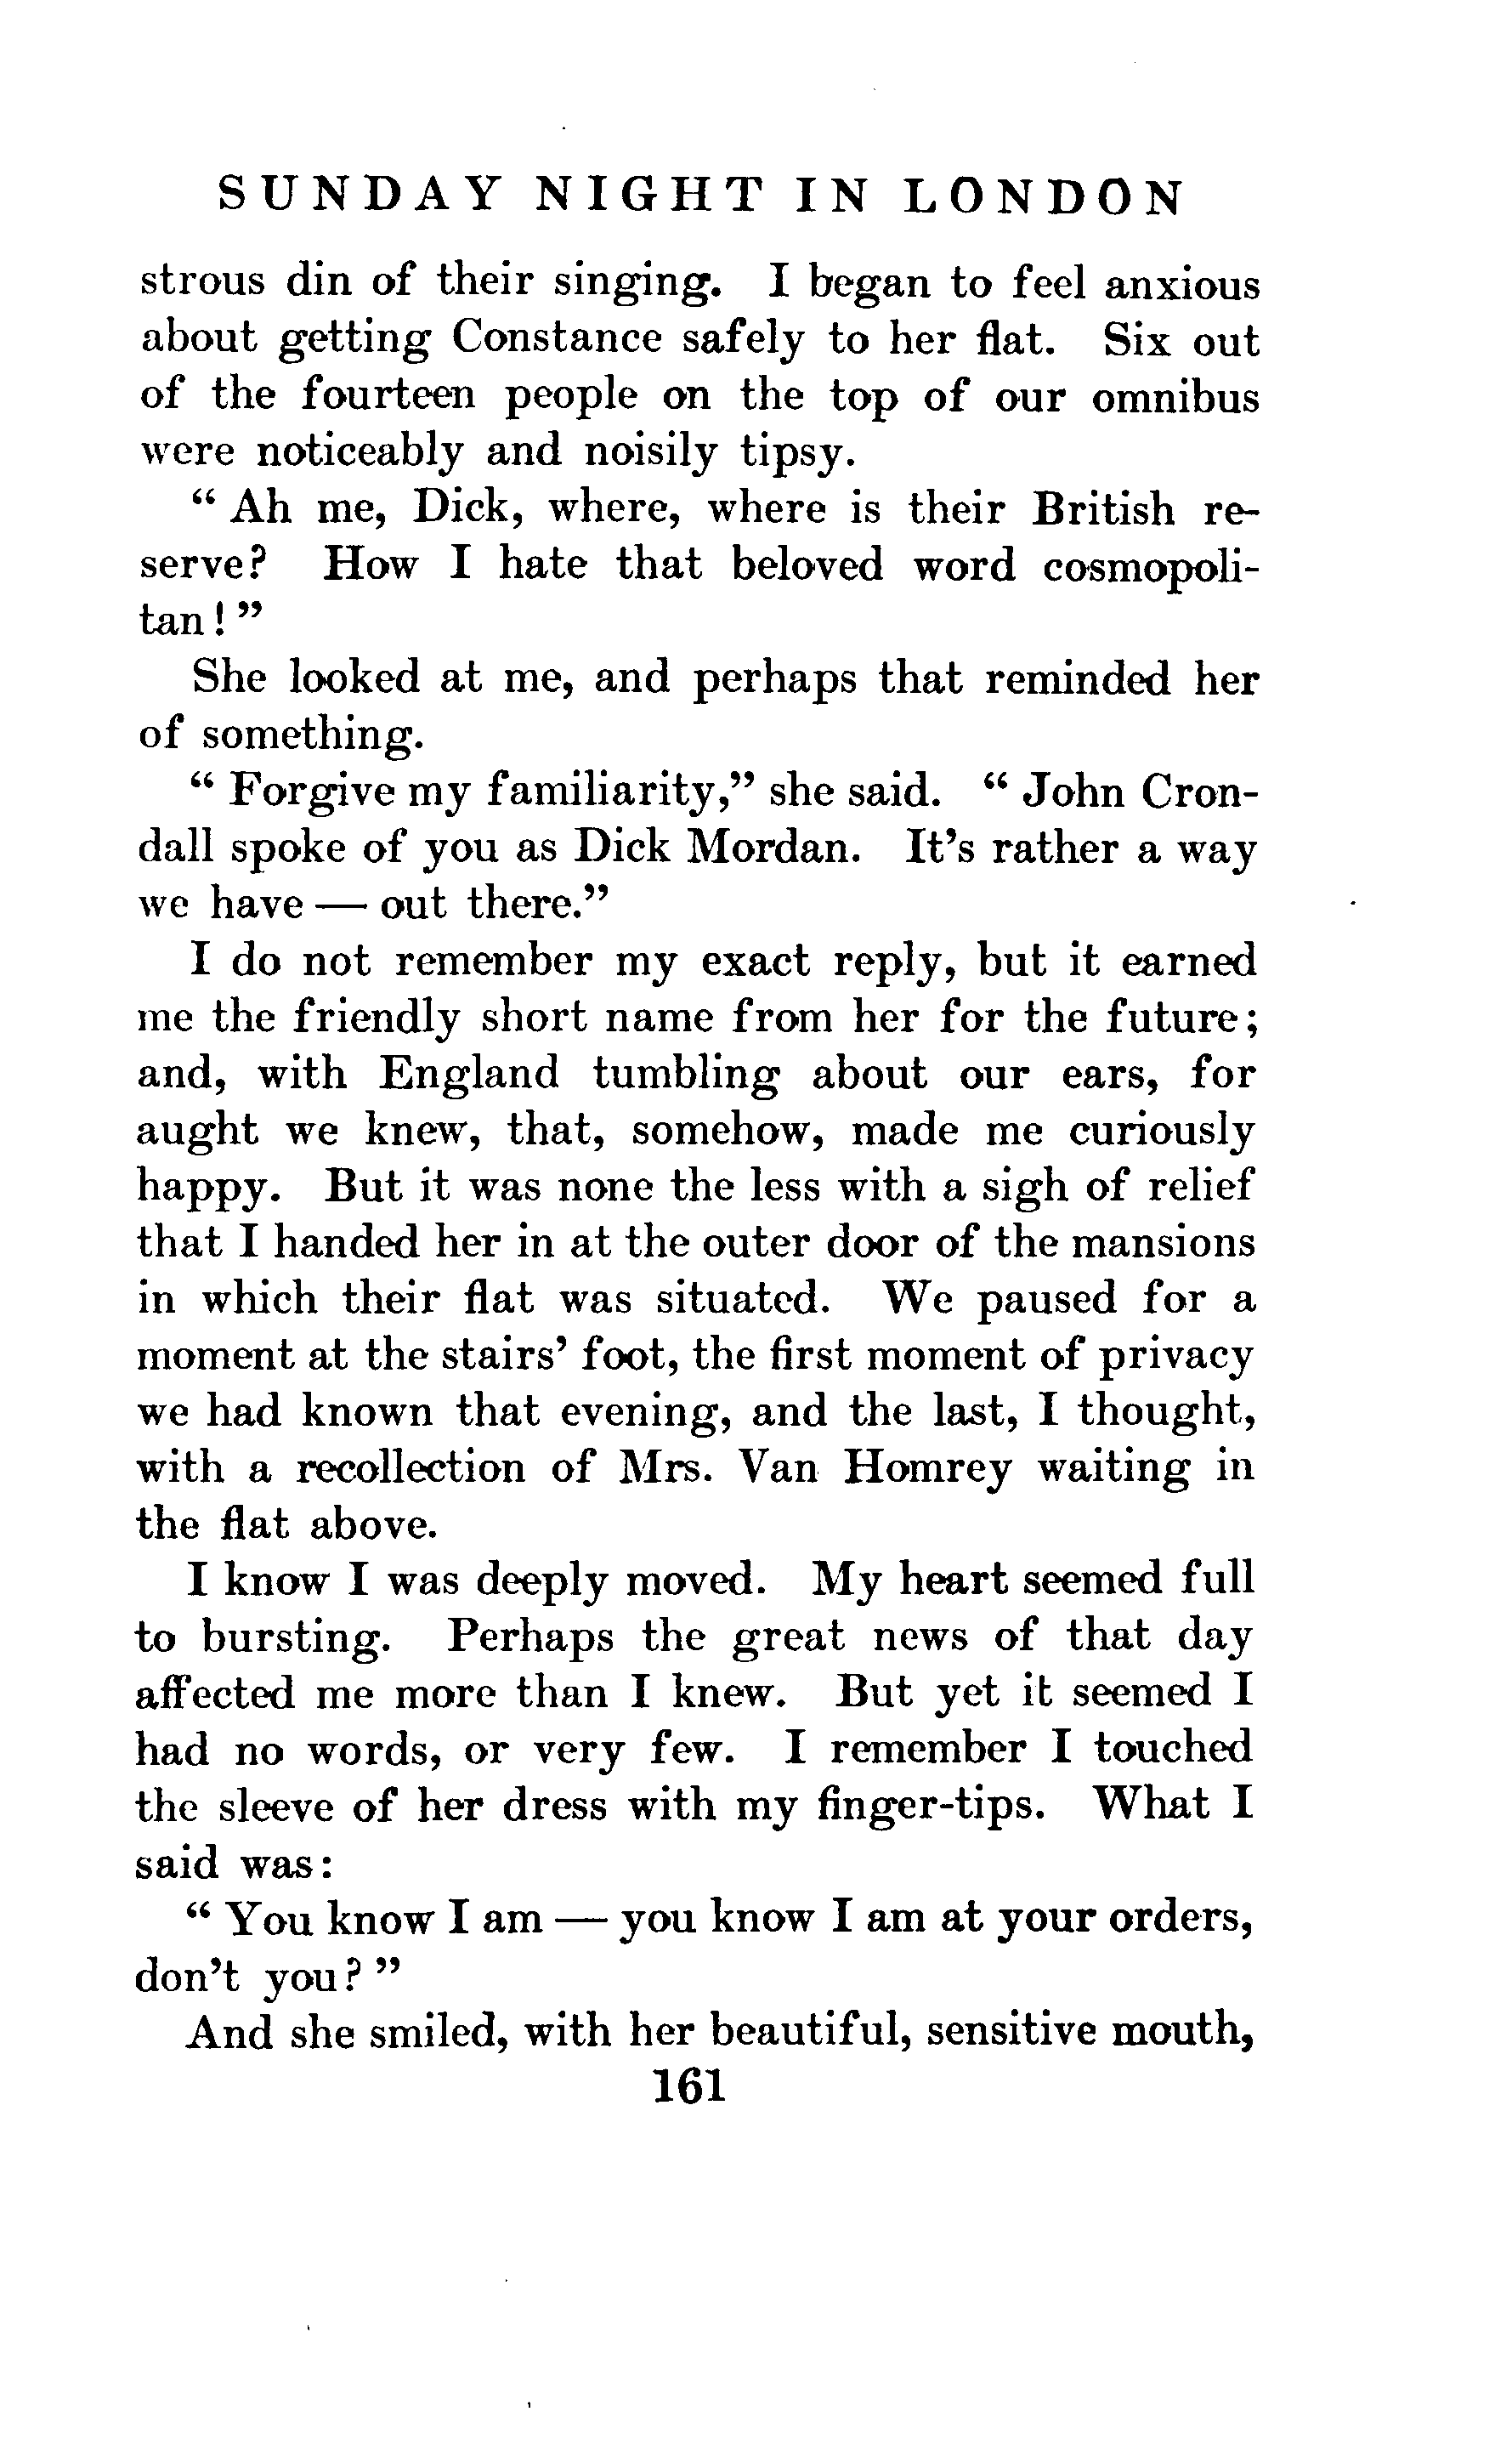 SUNDAY NIGHT IN LONDON
strous din of their singing. I began to feel anxious
about getting Constance safely to her flat. Six out
of the fourteen people on the top of our omnibus
were noticeably and noisily tipsy.
“ Ah me, Dick, where, where is their British re-
serve? How I hate that beloved word cosmopoli-
tan ! ”
She looked at me, and perhaps that reminded her
of something.
“ Forgive my familiarity,” she said. “ John Cron-
dall spoke of you as Dick Mordan. It’s rather a way
we have — out there.”
I do not remember my exact reply, but it earned
me the friendly short name from her for the future;
and, with England tumbling about our ears, for
aught we knew, that, somehow, made me curiously
happy. But it was none the less with a sigh of relief
that I handed her in at the outer door of the mansions
in which their flat was situated. We paused for a
moment at the stairs’ foot, the first moment of privacy
we had known that evening, and the last, I thought,
with a recollection of Mrs. Van Homrey waiting in
the flat above.
I know I was deeply moved. My heart seemed full
to bursting. Perhaps the great news of that day
affected me more than I knew. But yet it seemed I
had no words, or very few. I remember I touched
the sleeve of her dress with my finger-tips. What I
said was:
“ You know I am — you know I am at your orders,
don't you? ”
And she smiled, with her beautiful, sensitive mouth,
161